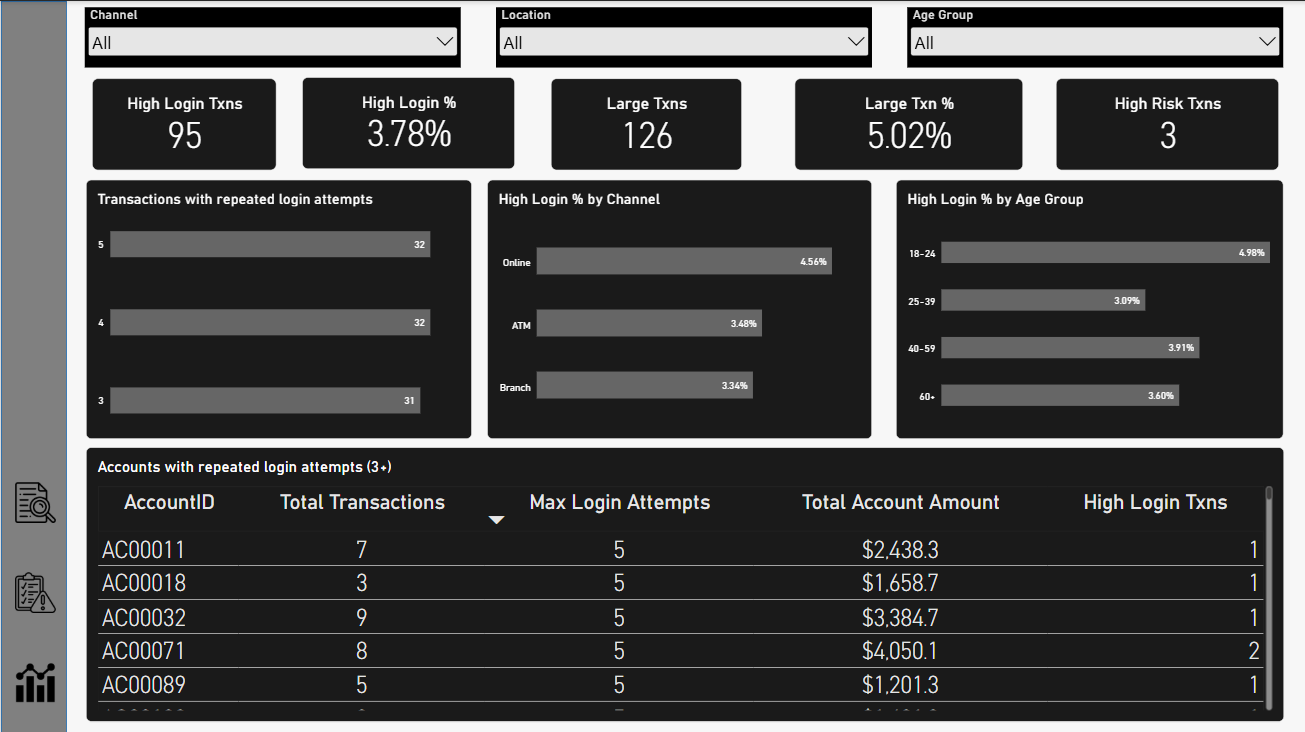 Channel
All
Location
All
Age Group
All
High Login Txns
95
High Login %
3.78%
Large Txns
126
Large Txn %
5.02%
High Risk Txns
3
Transactions with repeated login attempts
5 32
4 32
3 31
High Login % by Channel
Online 4.56%
ATM 3.48%
Branch 3.34%
High Login % by Age Group
18-24 4.98%
25-39 3.09%
40-59 3.91%
60+ 3.60%
Accounts with repeated login attempts (3+)
AccountID Total Transactions Max Login Attempts Total Account Amount High Login Txns
AC00011 7 5 $2,438.3 1
AC00018 3 5 $1,658.7 1
AC00032 9 5 $3,384.7 1
AC00071 8 5 $4,050.1 2
AC00089 5 5 $1,201.3 1